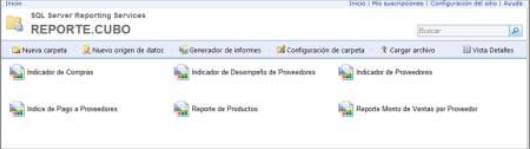 Inicio
Inicio | Mis suscripciones | Configuración del sitio | Ayuda
SQL Server Reporting Services
REPORTE.CUBO
Buscar
Nueva carpeta Nuevo origen de datos Generador de informes Configuración de carpeta Cargar archivo Vista Detalles
Indicador de Compras Indicador de Desempeño de Proveedores Indicador de Proveedores
Indice de Pago a Proveedores Reporte de Productos Reporte Monto de Ventas por Proveedor